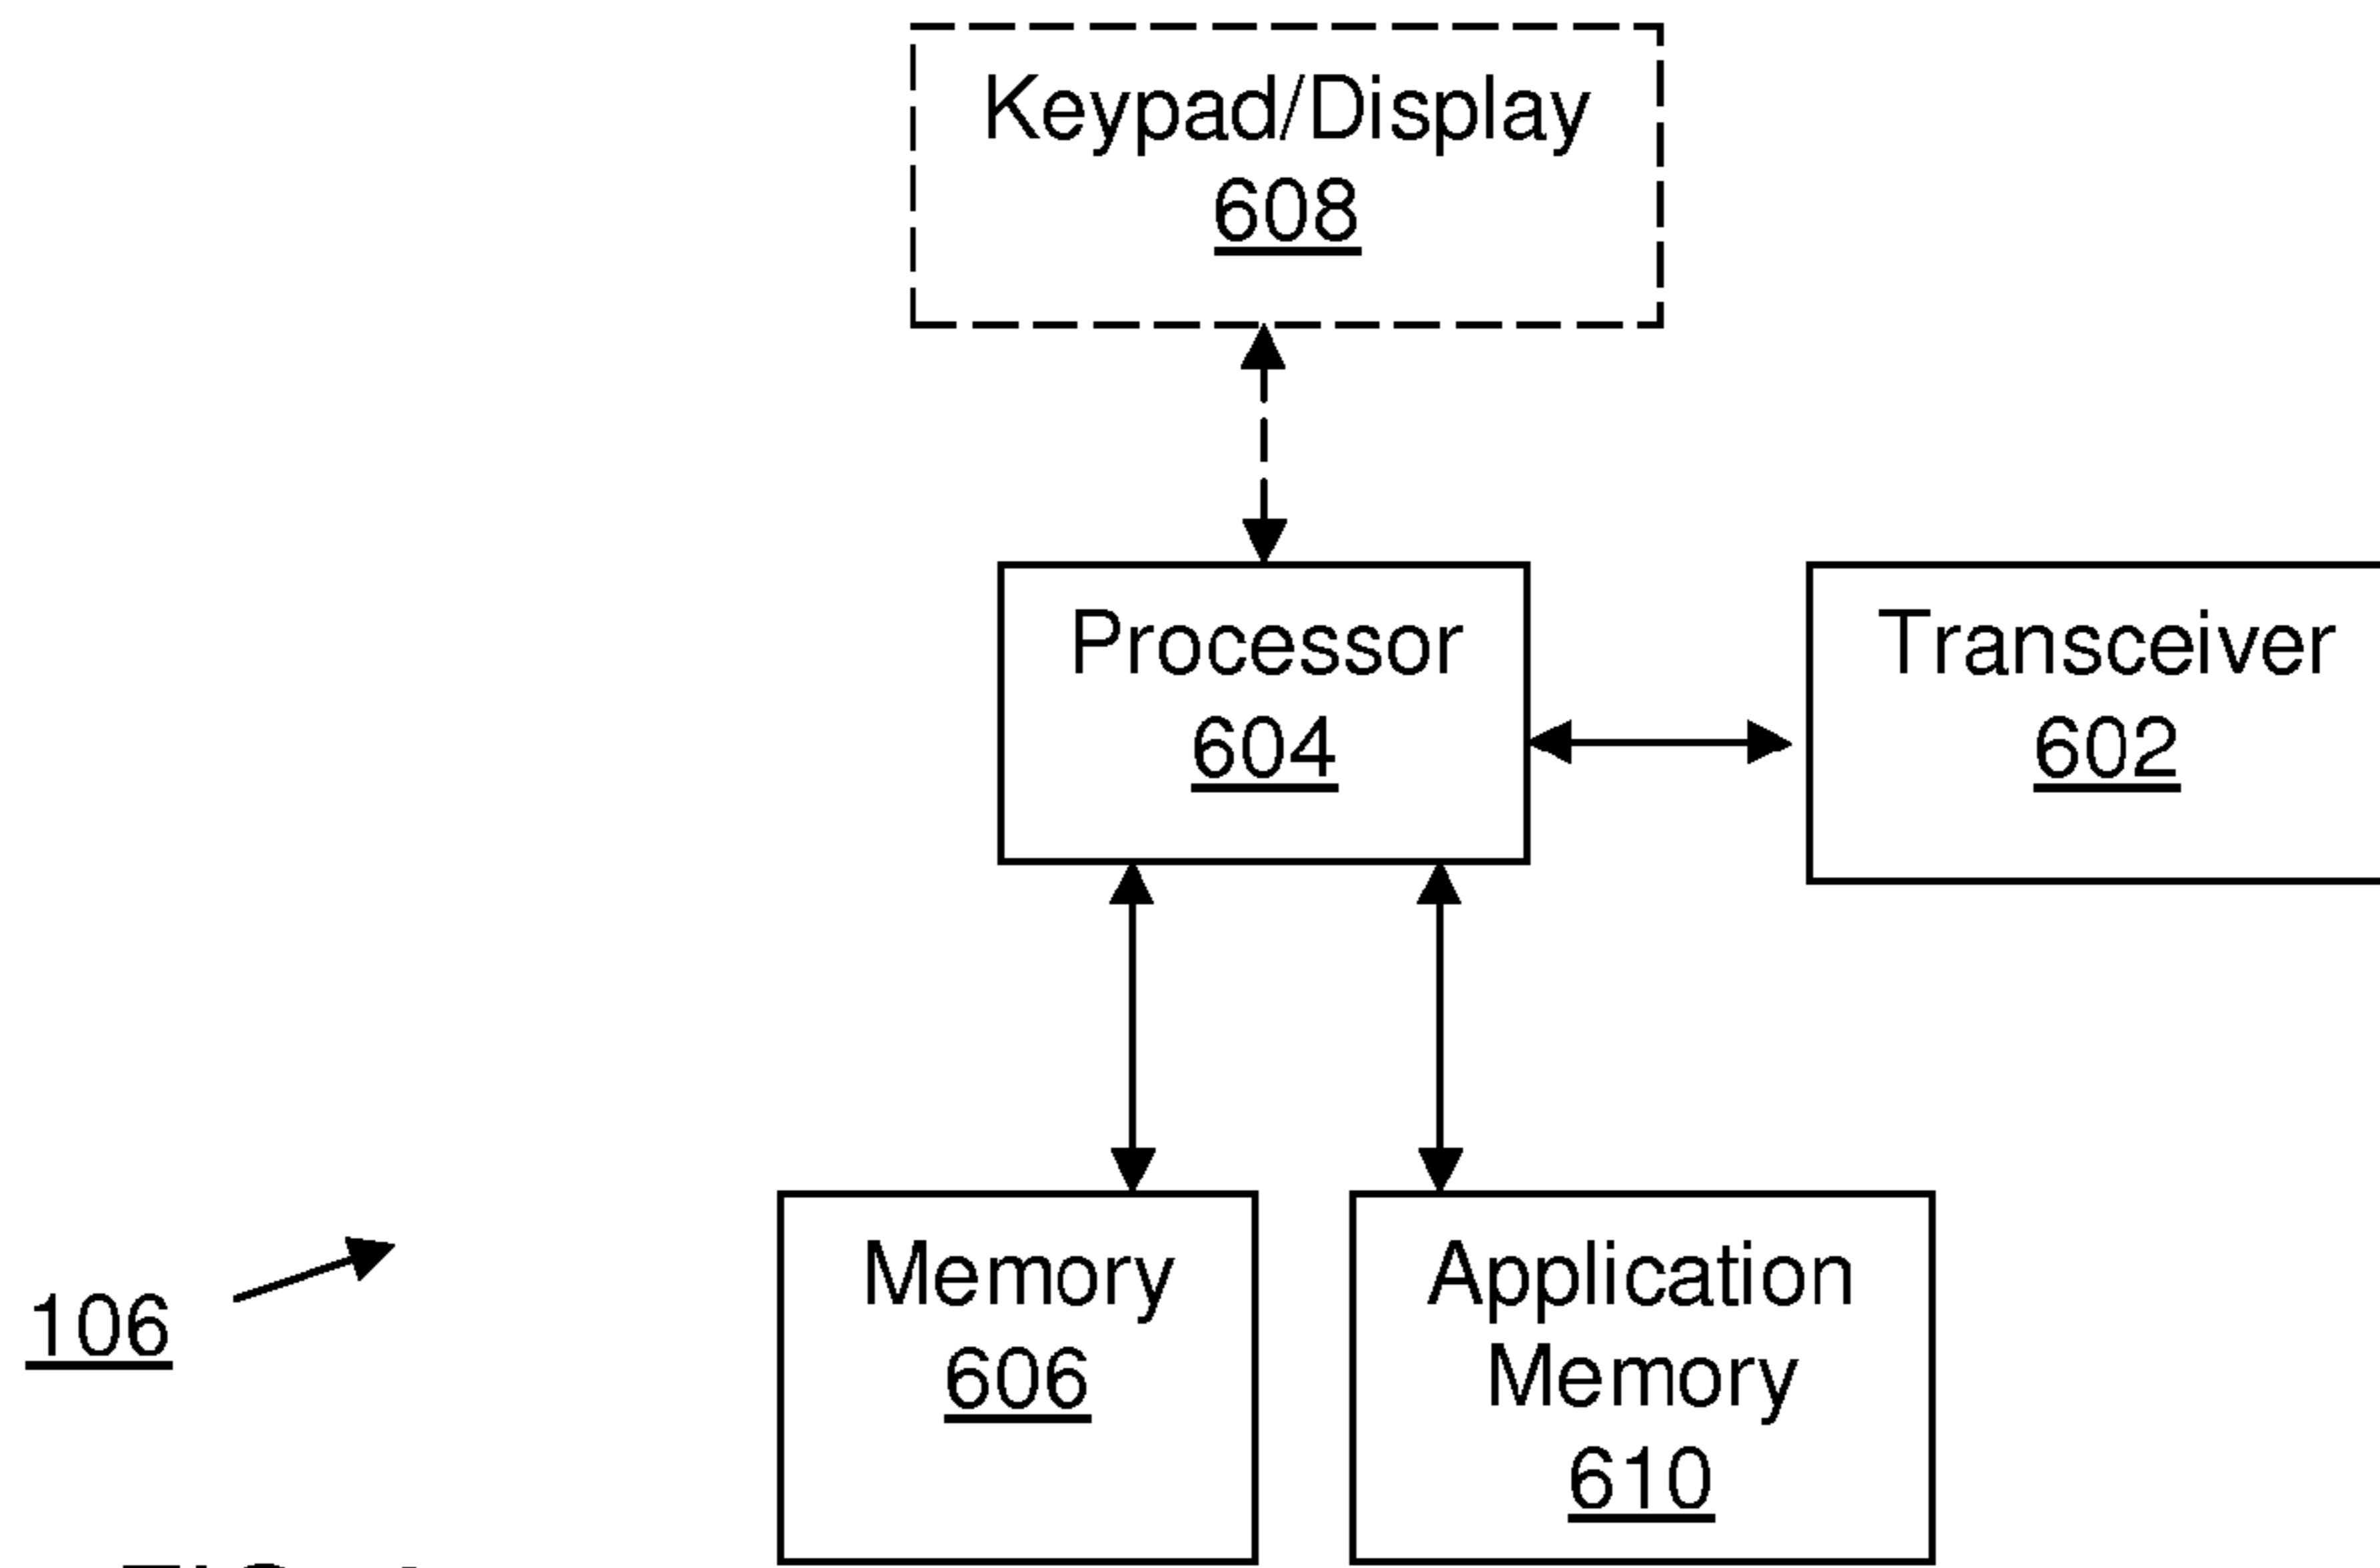 Keypad/Display
608
Processor
604
Transceiver
602
Memory
606
Application
Memory
610
106